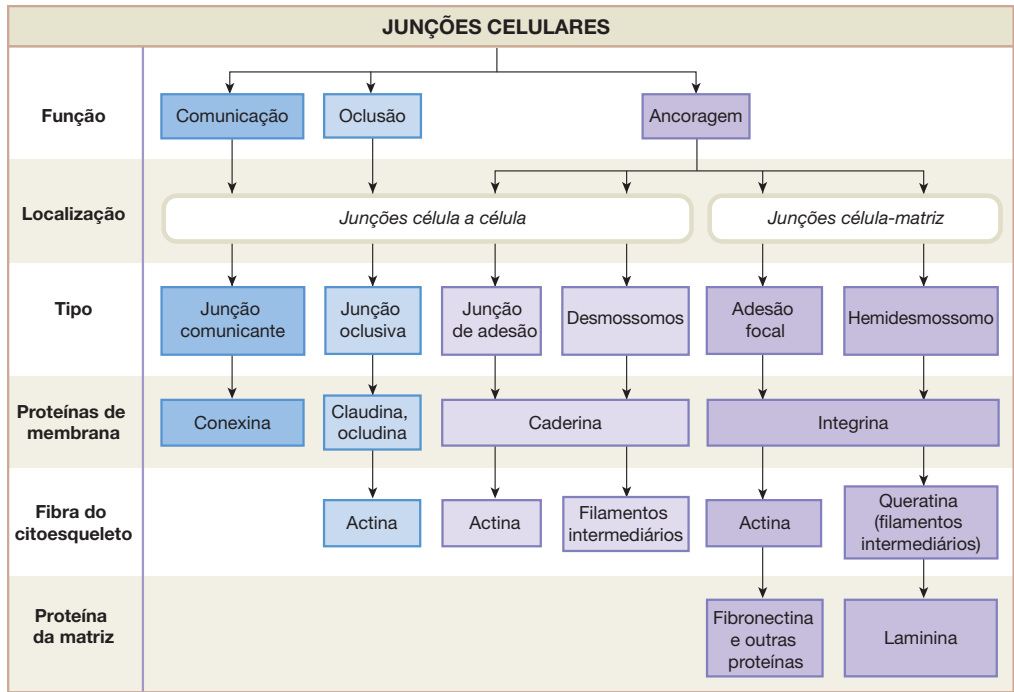 JUNÇÕES CELULARES
Função
Comunicação
Oclusão
Ancoragem
Localização
Junções célula a célula
Junções célula-matriz
Tipo
Junção
comunicante
Junção
oclusiva
Junção
de adesão
Desmossomos
Adesão
focal
Hemidesmossomo
Proteínas de
membrana
Conexina
Claudina,
ocludina
Caderina
Integrina
Fibra do
citoesqueleto
Actina
Actina
Filamentos
intermediários
Actina
Queratina
(filamentos
intermediários)
Proteína
da matriz
Fibronectina
e outras
proteínas
Laminina